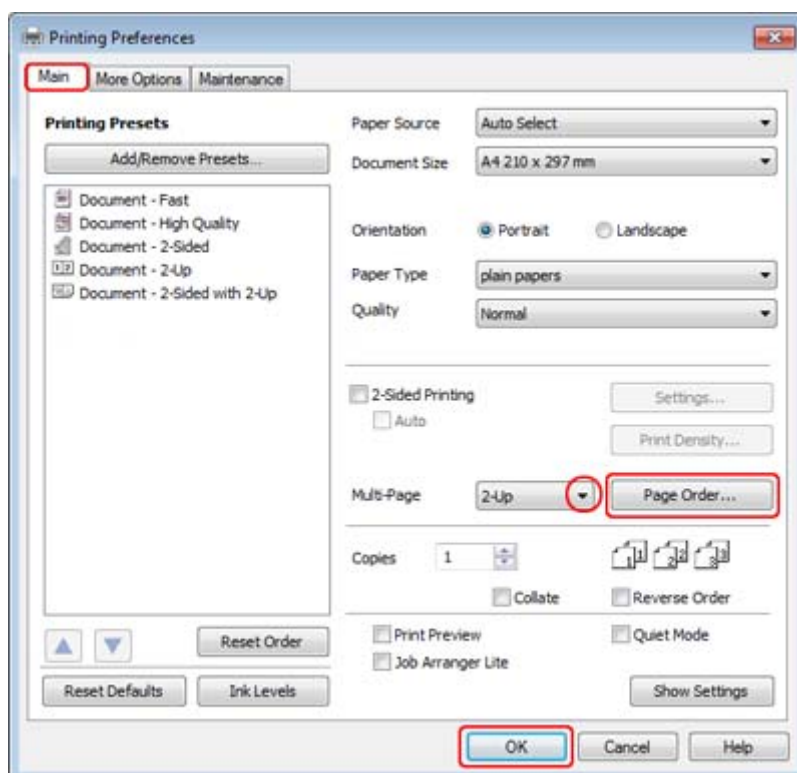 Printing Preferences
Main More Options Maintenance
Printing Presets
Add/Remove Presets...
Document - Fast
Document - High Quality
Document - 2-Sided
Document - 2-Up
Document - 2-Sided with 2-Up
Reset Order
Reset Defaults Ink Levels
Paper Source Auto Select
Document Size A4 210 x 297 mm
Orientation Portrait Landscape
Paper Type plain papers
Quality Normal
2-Sided Printing Settings...
Auto
Print Density...
Multi-Page 2-Up Page Order...
Copies 1
Collate Reverse Order
Print Preview Quiet Mode
Job Arranger Lite
Show Settings
OK Cancel Help